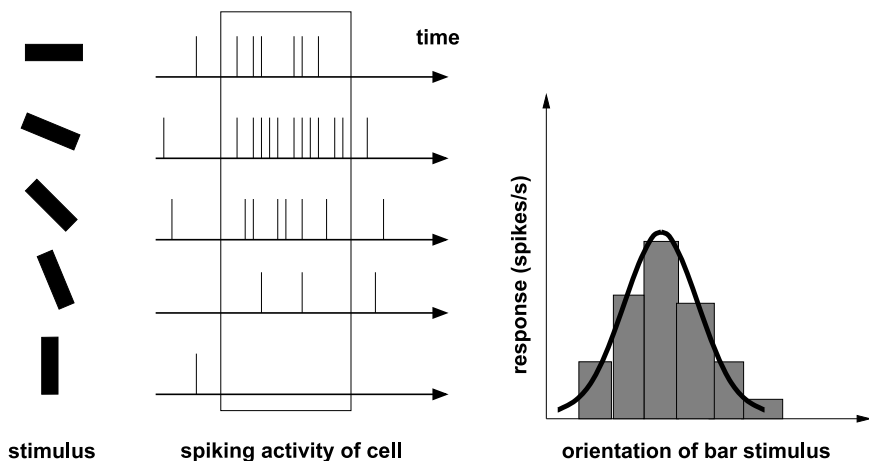 time
response (spikes/s)
stimulus
spiking activity of cell
orientation of bar stimulus